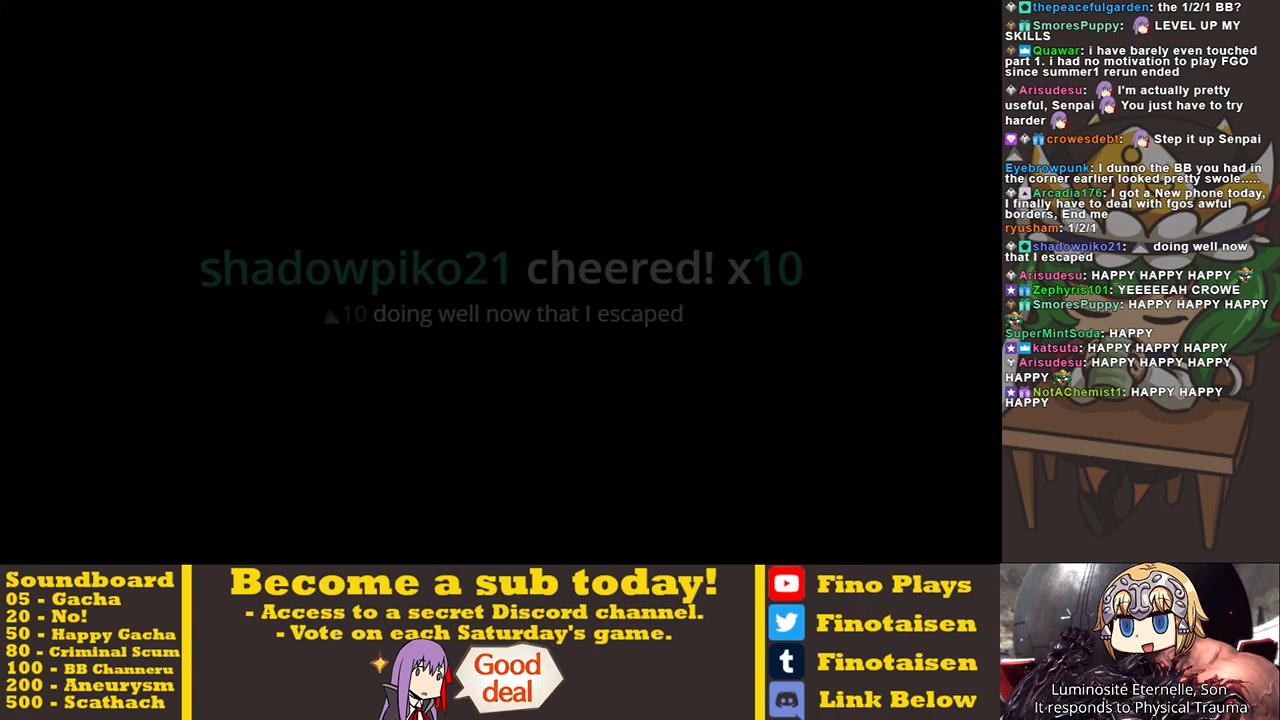 shadowpiko21 cheered! x10
10 doing well now that I escaped
thepeacefulgarden: the 1/2/1 BB?
SmoresPuppy: LEVEL UP MY
SKILLS
Quawar: i have barely even touched
part 1. i had no motivation to play FGO
since summer1 rerun ended
Arisudesu: I'm actually pretty
useful, Senpai You just have to try
harder
crowesdebt: Step it up Senpai
Eyebrowpunk: I dunno the BB you had in
the corner earlier looked pretty swole.....
Arcadia176: I got a New phone today,
I finally have to deal with fgos awful
borders, End me
ryusham: 1/2/1
shadowpiko21: doing well now
that I escaped
Arisudesu: HAPPY HAPPY HAPPY
Zephyris101: YEEEEEAH CROWE
SmoresPuppy: HAPPY HAPPY HAPPY
SuperMintSoda: HAPPY
katsuta: HAPPY HAPPY HAPPY
Arisudesu: HAPPY HAPPY HAPPY
HAPPY
NotAChemist1: HAPPY HAPPY
HAPPY
Soundboard
05 - Gacha
20 - No!
50 - Happy Gacha
80 - Criminal Scum
100 - BB Channeru
200 - Aneurysm
500 - Scathach
Become a sub today!
- Access to a secret Discord channel.
- Vote on each Saturday's game.
Good
deal
Fino Plays
Finotaisen
Finotaisen
Link Below
Luminosité Eternelle, Son
It responds to Physical Trauma